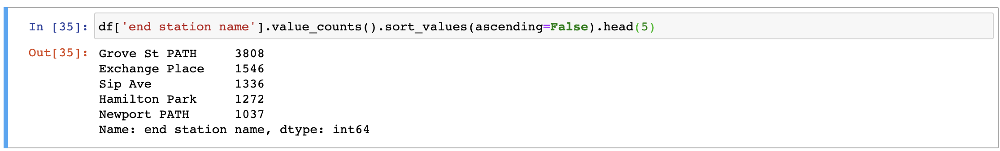 In [35]: df['end station name'].value_counts().sort_values(ascending=False).head(5)
Out[35]: Grove St PATH     3808
Exchange Place    1546
Sip Ave           1336
Hamilton Park     1272
Newport PATH      1037
Name: end station name, dtype: int64